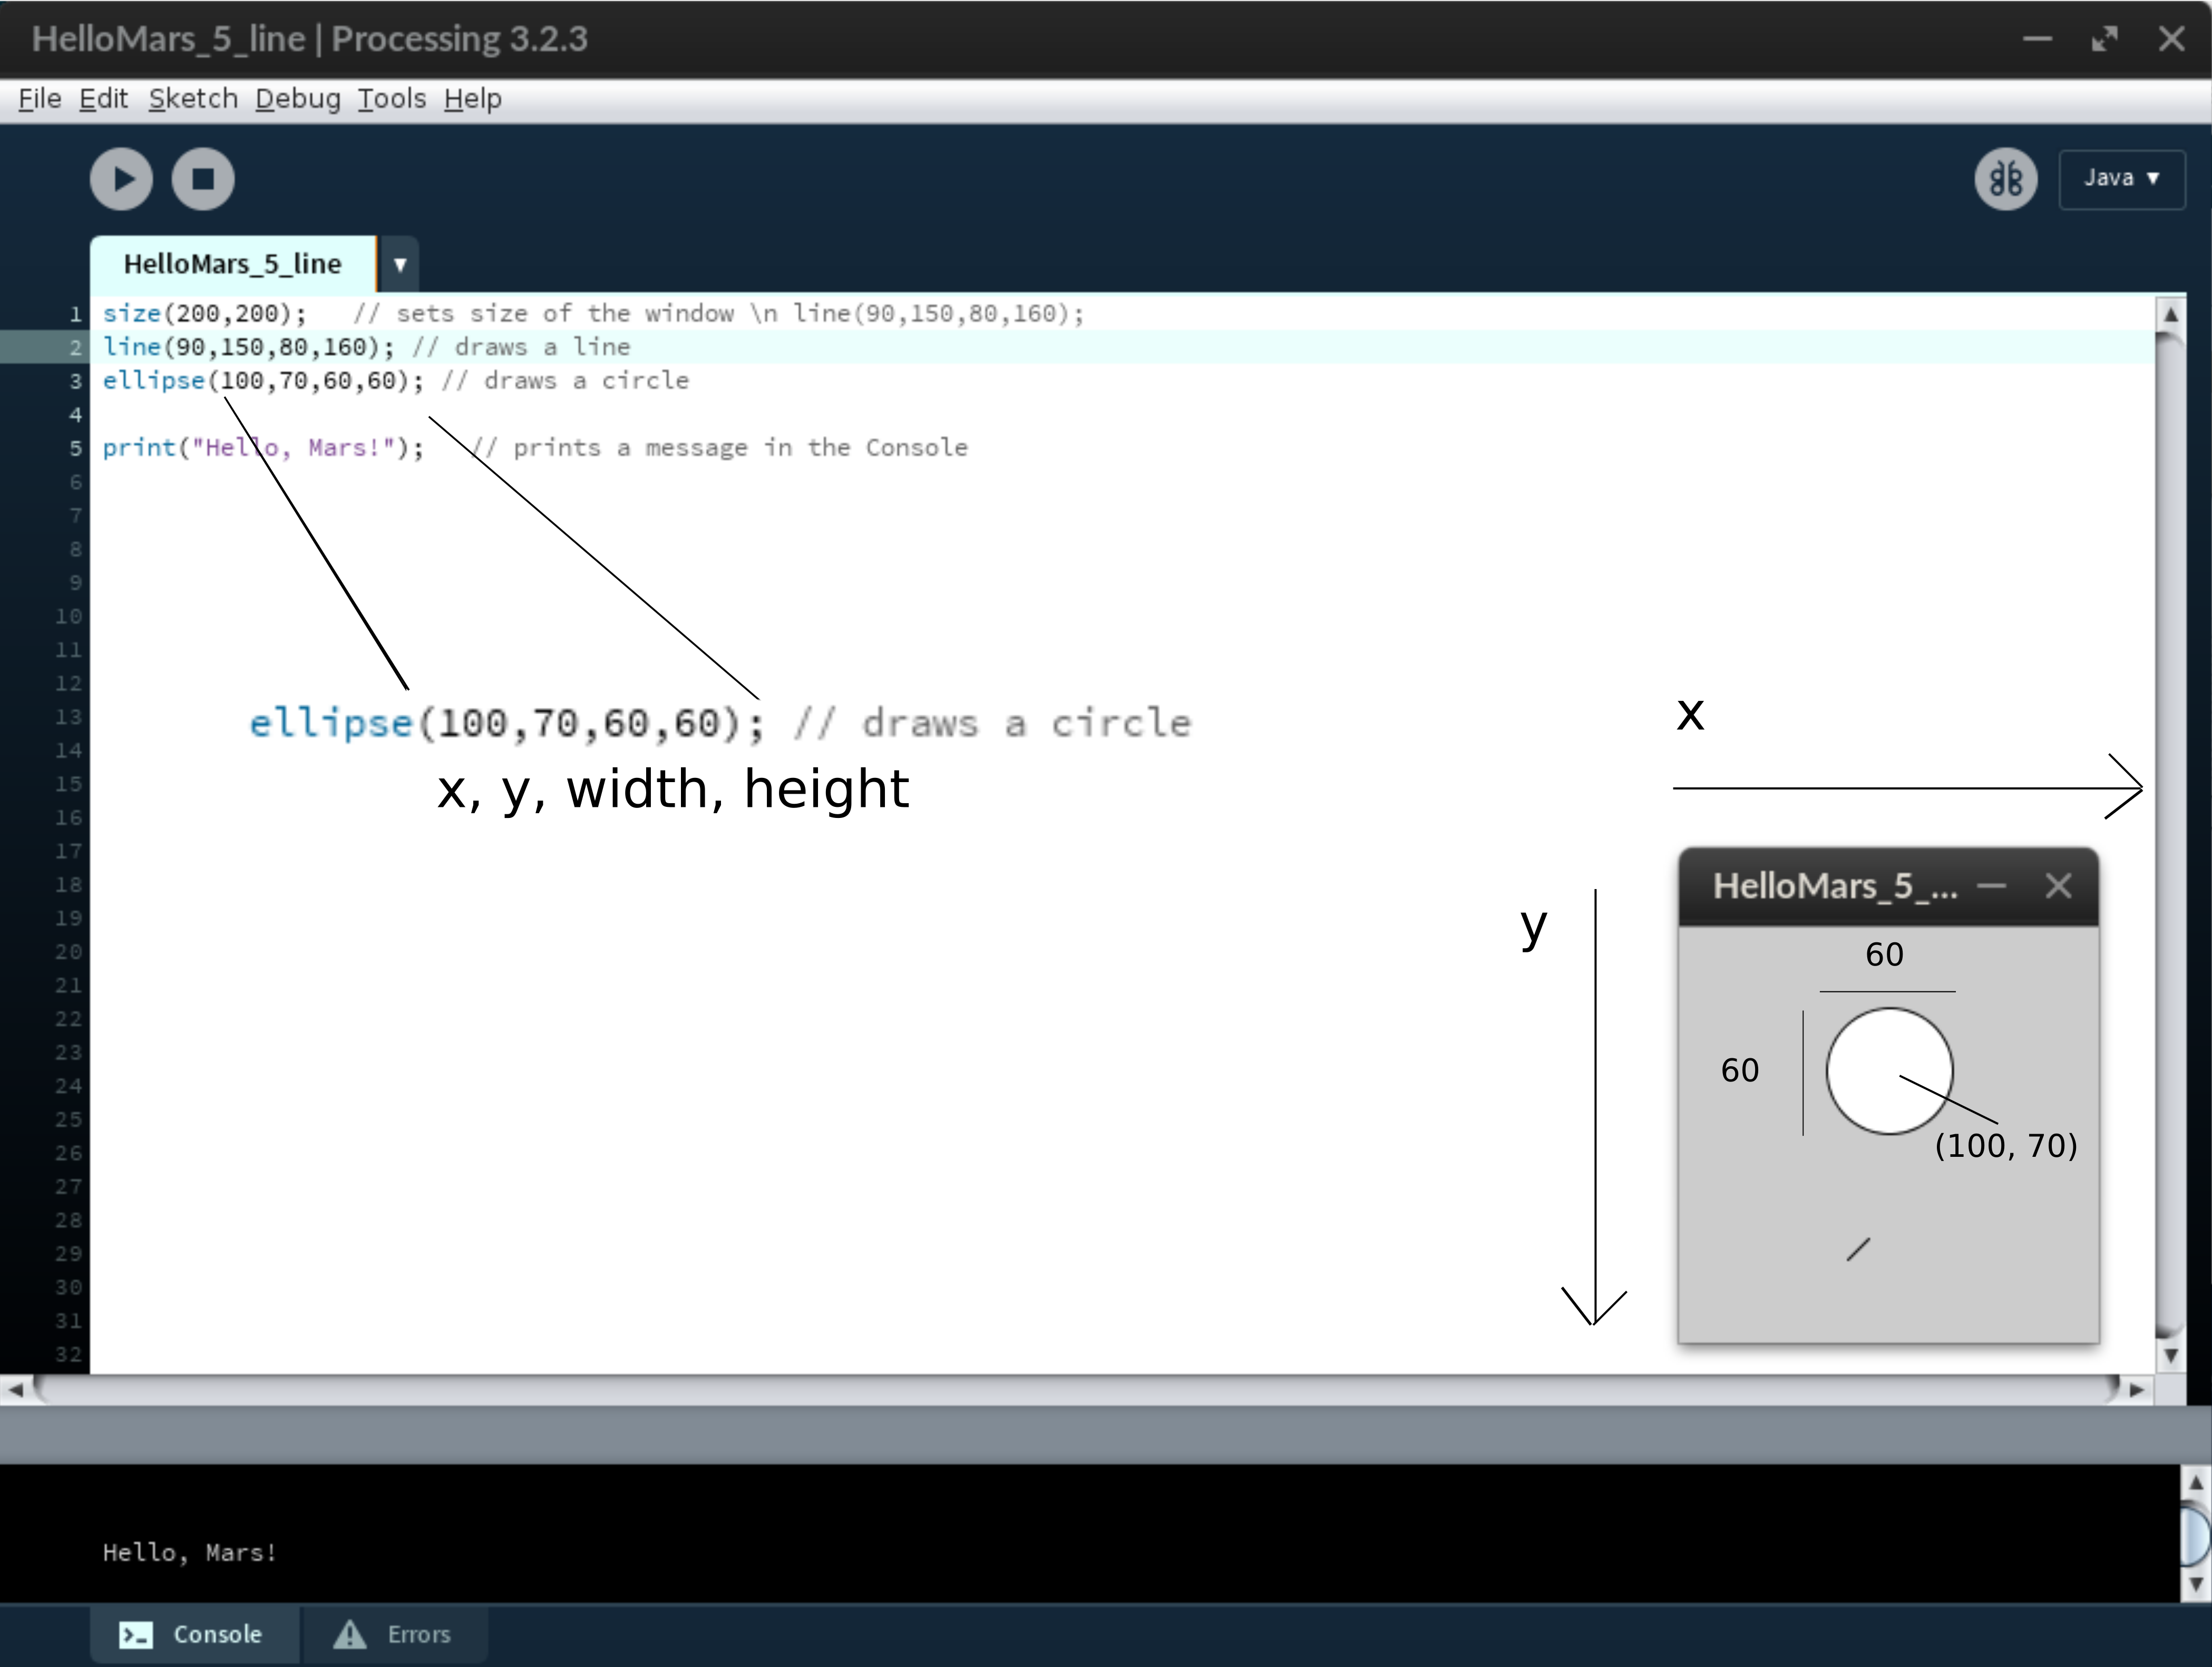 HelloMars_5_line | Processing 3.2.3
File Edit Sketch Debug Tools Help
Java ▼
HelloMars_5_line ▼
1 size(200,200);   // sets size of the window \n line(90,150,80,160);
2 line(90,150,80,160); // draws a line
3 ellipse(100,70,60,60); // draws a circle
4
5 print("Hello, Mars!");   // prints a message in the Console
6
7
8
9
10
11
12
13
14
15
16
17
18
19
20
21
22
23
24
25
26
27
28
29
30
31
32
ellipse(100,70,60,60); // draws a circle
x, y, width, height
x
y
HelloMars_5_...
60
60
(100, 70)
Hello, Mars!
Console
Errors